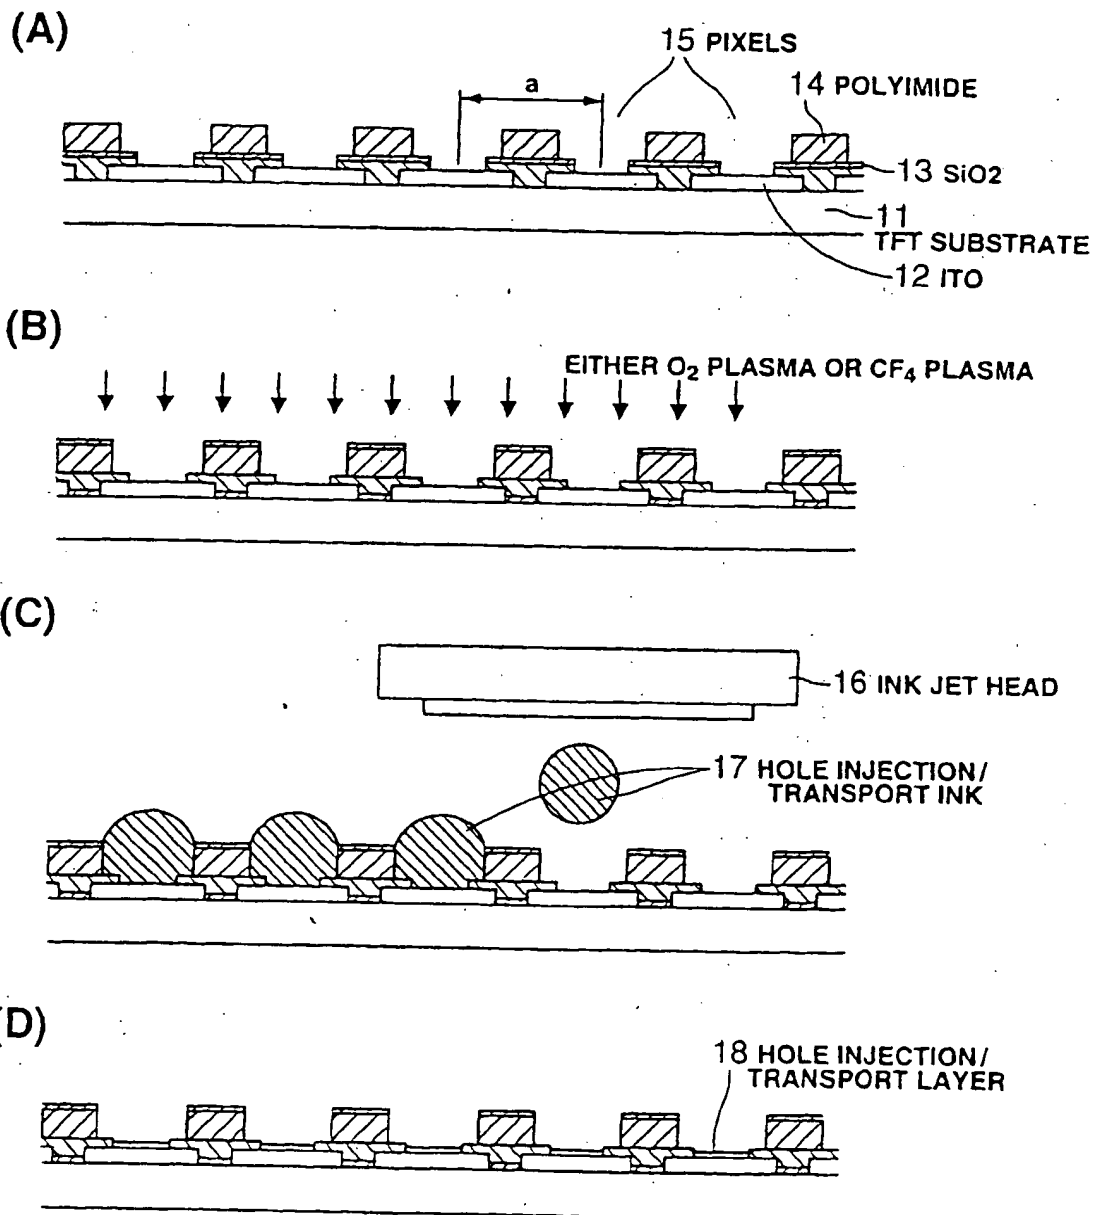 (A)
15 PIXELS
a
14 POLYIMIDE
13 SiO2
11
TFT SUBSTRATE
12 ITO
(B)
EITHER O2 PLASMA OR CF4 PLASMA
(C)
16 INK JET HEAD
17 HOLE INJECTION/
TRANSPORT INK
(D)
18 HOLE INJECTION/
TRANSPORT LAYER